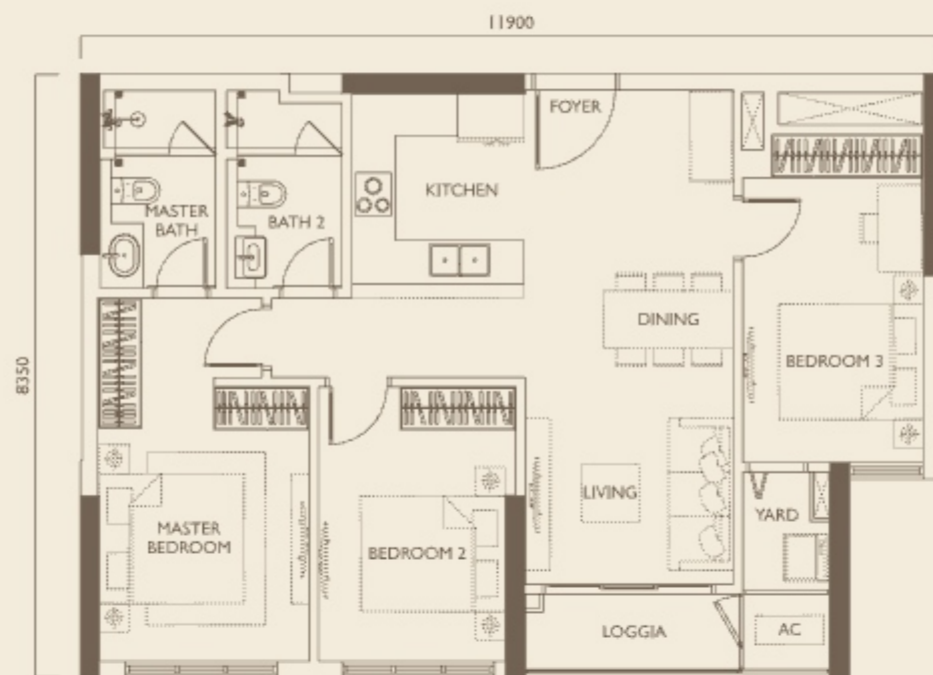 11900
8350
FOYER
KITCHEN
MASTER
BATH
BATH 2
DINING
BEDROOM 3
LIVING
YARD
MASTER
BEDROOM
BEDROOM 2
LOGGIA
AC